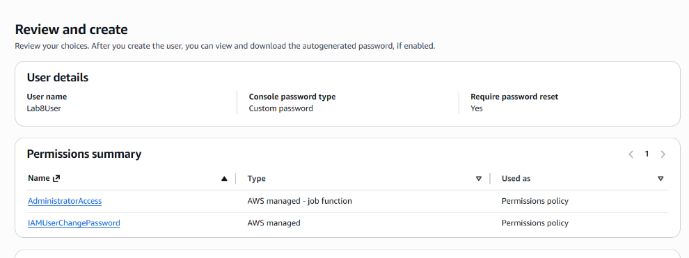 Review and create
Review your choices. After you create the user, you can view and download the autogenerated password, if enabled.
User details
User name
Console password type
Require password reset
Lab8User
Custom password
Yes
Permissions summary
1
Name
Type
Used as
AdministratorAccess
AWS managed - job function
Permissions policy
IAMUserChangePassword
AWS managed
Permissions policy